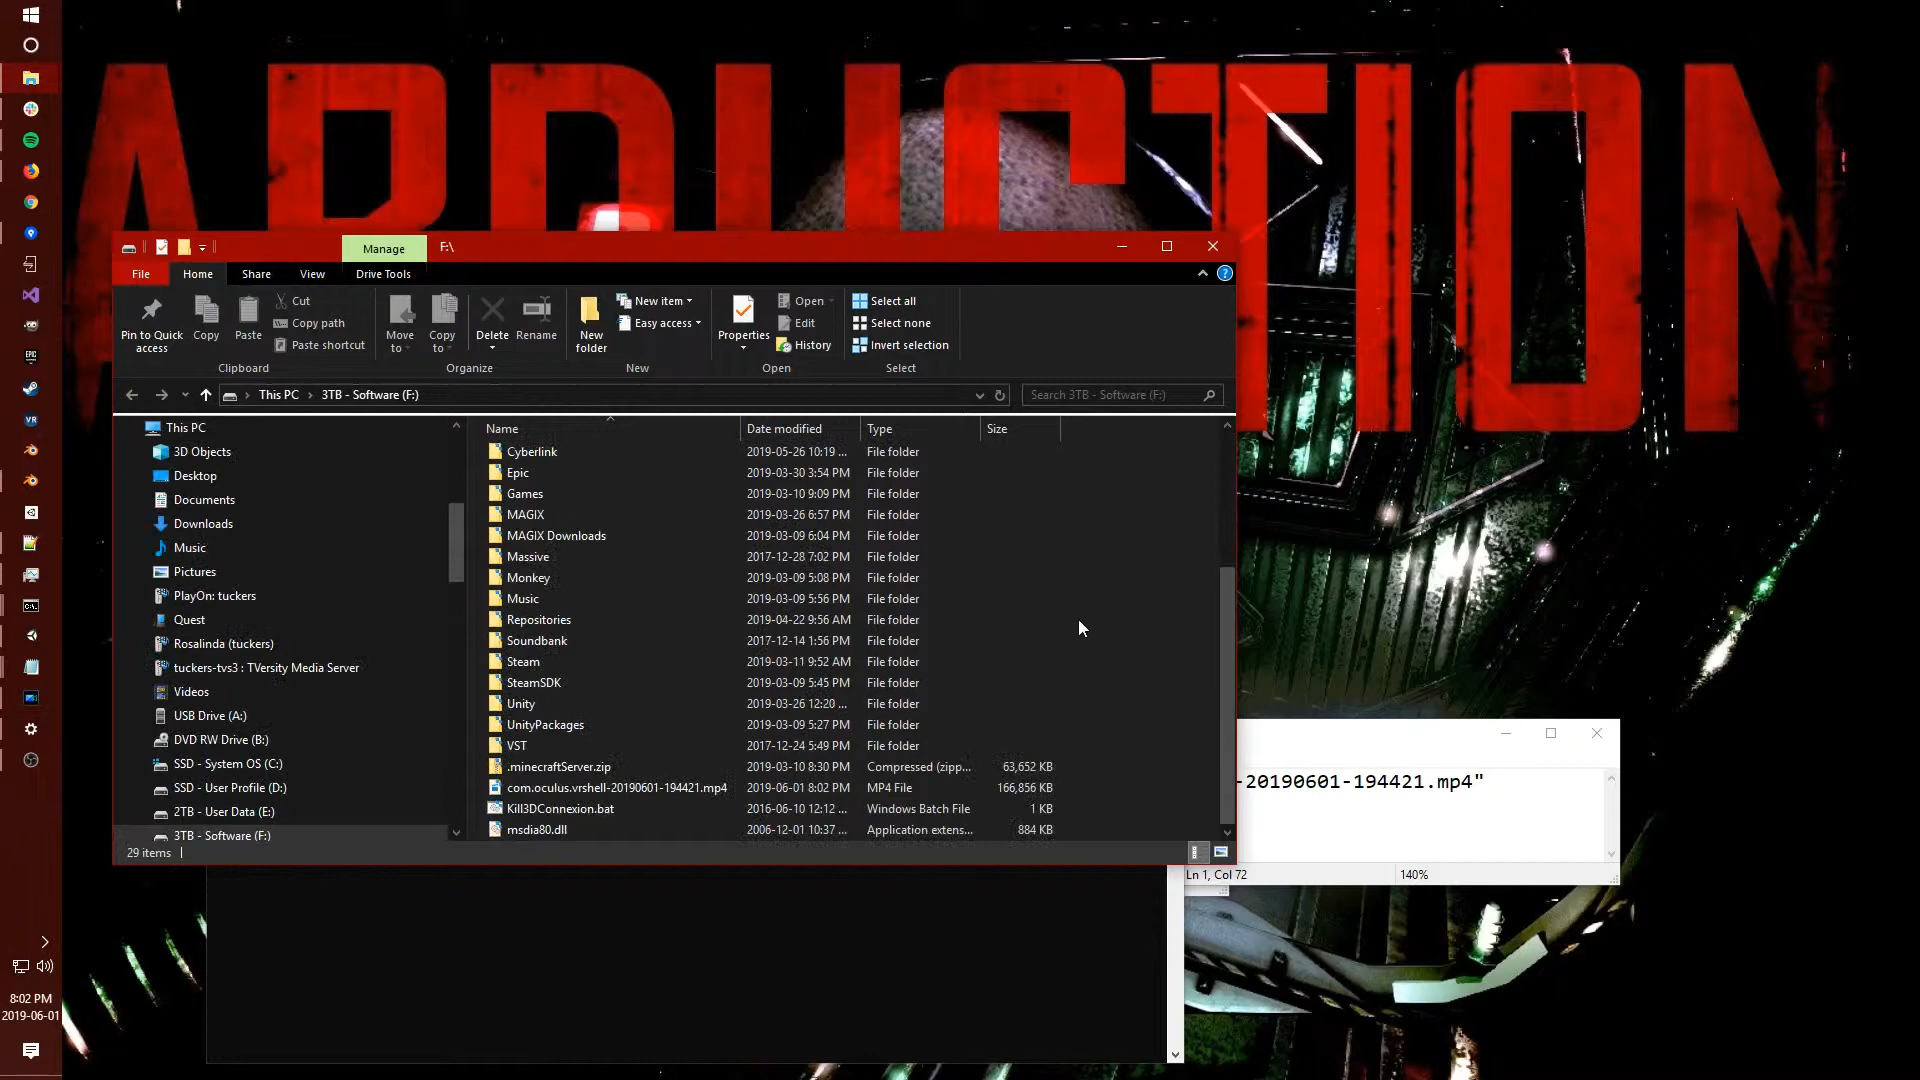 ABDUCTION
Manage
F:\
File
Home
Share
View
Drive Tools
Pin to Quick access
Copy
Paste
Cut
Copy path
Paste shortcut
Move to
Copy to
Delete
Rename
New folder
New item
Easy access
Properties
Open
Edit
History
Select all
Select none
Invert selection
Clipboard
Organize
New
Open
Select
This PC > 3TB - Software (F:)
Search 3TB - Software (F:)
This PC
3D Objects
Desktop
Documents
Downloads
Music
Pictures
PlayOn: tuckers
Quest
Rosalinda (tuckers)
tuckers-tvs3 : TVersity Media Server
Videos
USB Drive (A:)
DVD RW Drive (B:)
SSD - System OS (C:)
SSD - User Profile (D:)
2TB - User Data (E:)
3TB - Software (F:)
Name Date modified Type Size
Cyberlink 2019-05-26 10:19 ... File folder
Epic 2019-03-30 3:54 PM File folder
Games 2019-03-10 9:09 PM File folder
MAGIX 2019-03-26 6:57 PM File folder
MAGIX Downloads 2019-03-09 6:04 PM File folder
Massive 2017-12-28 7:02 PM File folder
Monkey 2019-03-09 5:08 PM File folder
Music 2019-03-09 5:56 PM File folder
Repositories 2019-04-22 9:56 AM File folder
Soundbank 2017-12-14 1:56 PM File folder
Steam 2019-03-11 9:52 AM File folder
SteamSDK 2019-03-09 5:45 PM File folder
Unity 2019-03-26 12:20 ... File folder
UnityPackages 2019-03-09 5:27 PM File folder
VST 2017-12-24 5:49 PM File folder
.minecraftServer.zip 2019-03-10 8:30 PM Compressed (zipp... 63,652 KB
com.oculus.vrshell-20190601-194421.mp4 2019-06-01 8:02 PM MP4 File 166,856 KB
Kill3DConnexion.bat 2016-06-10 12:12 ... Windows Batch File 1 KB
msdia80.dll 2006-12-01 10:37 ... Application extens... 884 KB
29 items
-20190601-194421.mp4"
Ln 1, Col 72
140%
EPIC
VR
8:02 PM
2019-06-01